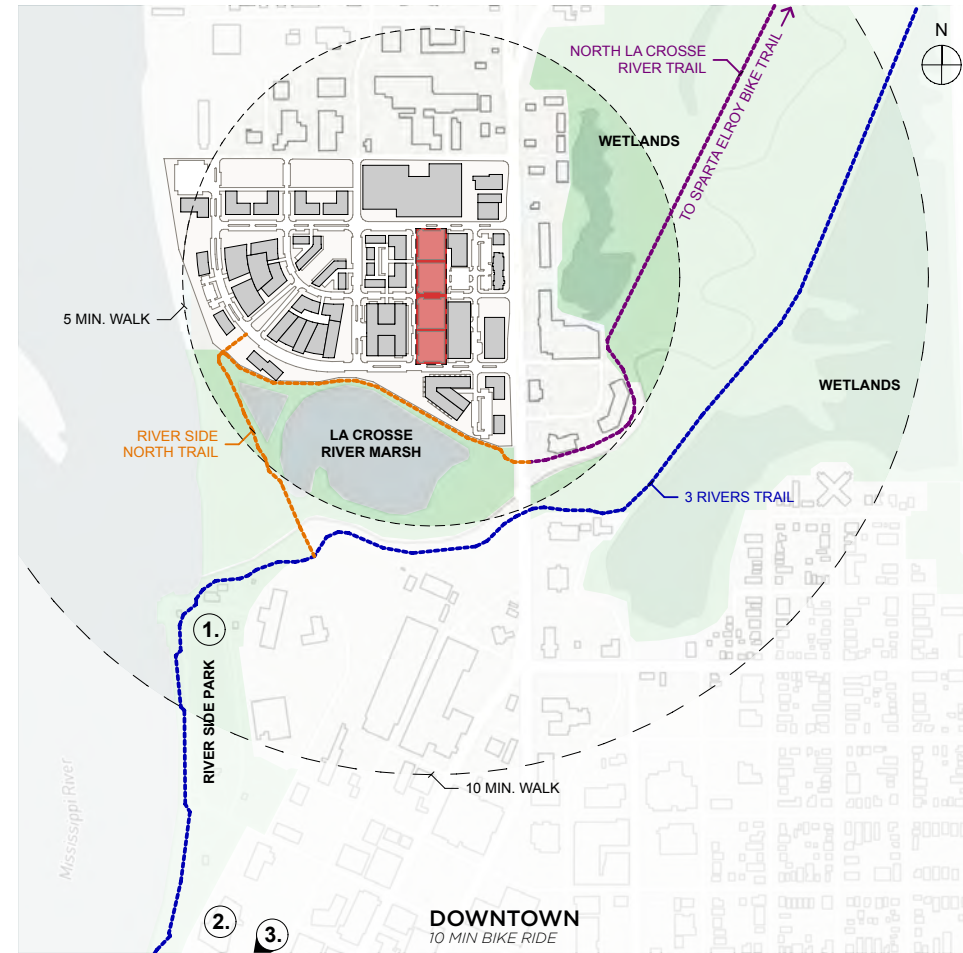 NORTH LA CROSSE
RIVER TRAIL
N
TO SPARTA ELROY BIKE TRAIL
WETLANDS
5 MIN. WALK
WETLANDS
RIVER SIDE
NORTH TRAIL
LA CROSSE
RIVER MARSH
3 RIVERS TRAIL
1.
RIVER SIDE PARK
Mississippi River
10 MIN. WALK
2.
3.
DOWNTOWN
10 MIN BIKE RIDE